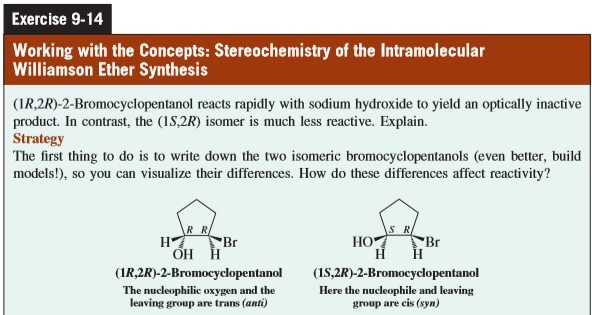 Exercise 9-14
Working with the Concepts: Stereochemistry of the Intramolecular
Williamson Ether Synthesis
(1R,2R)-2-Bromocyclopentanol reacts rapidly with sodium hydroxide to yield an optically inactive
product. In contrast, the (1S,2R) isomer is much less reactive. Explain.
Strategy
The first thing to do is to write down the two isomeric bromocyclopentanols (even better, build
models!), so you can visualize their differences. How do these differences affect reactivity?
R R
H Br
OH H
(1R,2R)-2-Bromocyclopentanol
The nucleophilic oxygen and the
leaving group are trans (anti)
S R
HO Br
H H
(1S,2R)-2-Bromocyclopentanol
Here the nucleophile and leaving
group are cis (syn)